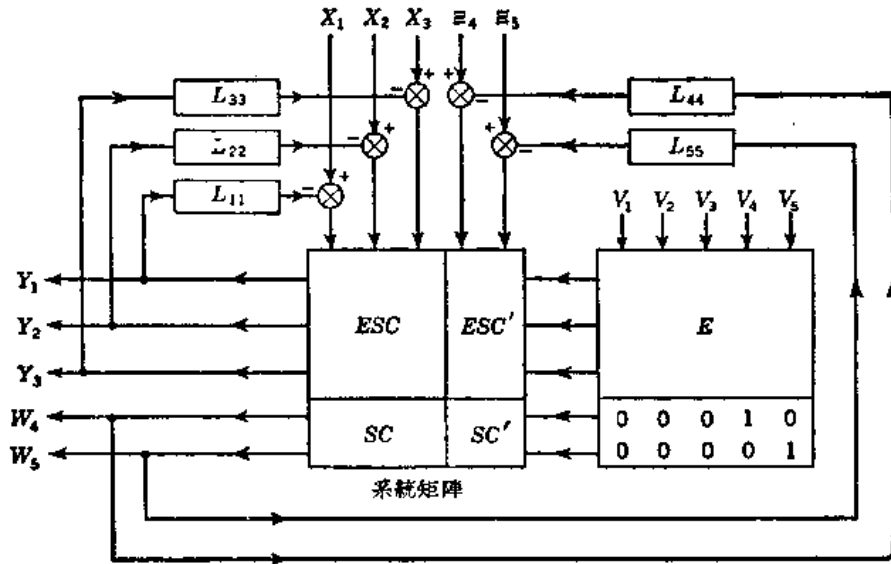 X₁ X₂ X₃ Ξ₄ Ξ₅
+ + + + +
− − − − −
L₃₃ L₄₄
L₂₂ L₅₅
L₁₁
V₁ V₂ V₃ V₄ V₅
Y₁
Y₂ ESC ESC′ E
Y₃
W₄ SC SC′ 0 0 0 1 0
W₅ 0 0 0 0 1
系統矩陣